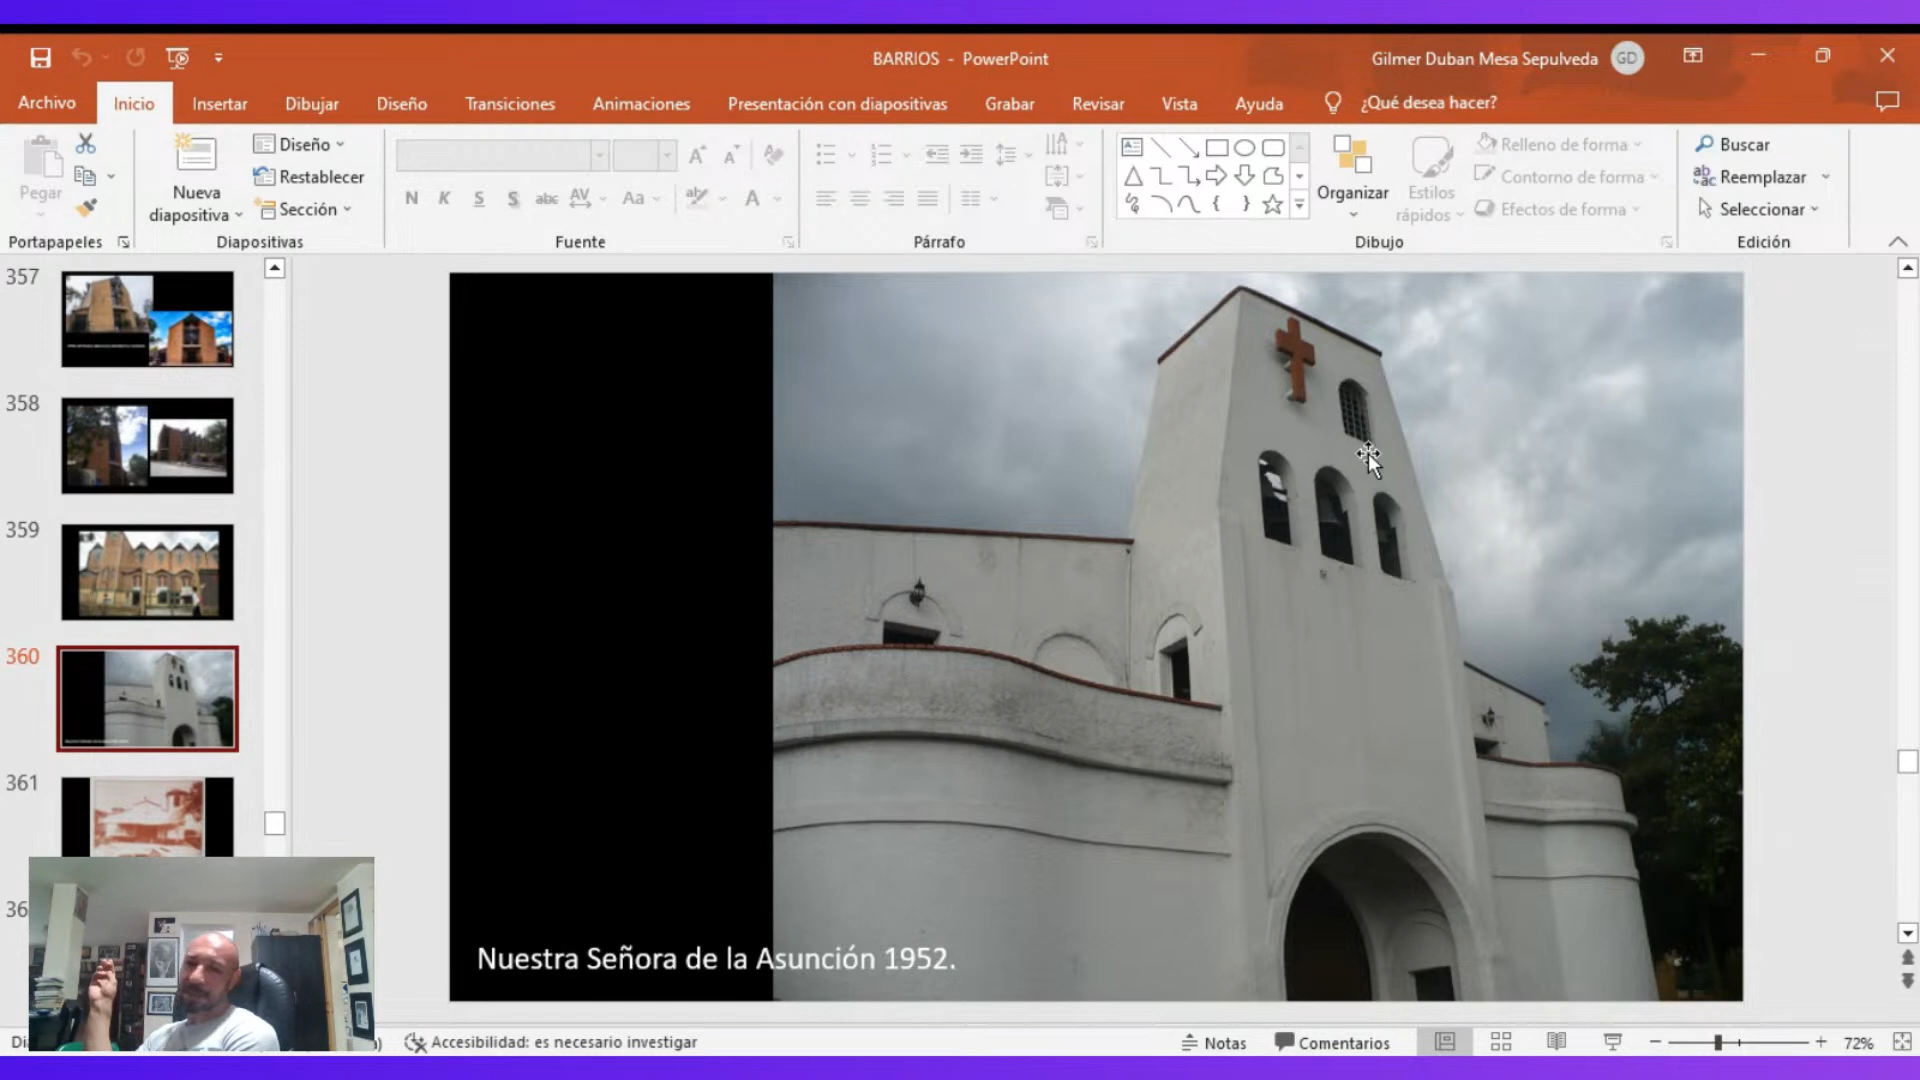 BARRIOS - PowerPoint
Gilmer Duban Mesa Sepulveda
GD
Archivo
Inicio
Insertar
Dibujar
Diseño
Transiciones
Animaciones
Presentación con diapositivas
Grabar
Revisar
Vista
Ayuda
¿Qué desea hacer?
Pegar
Nueva
diapositiva
Diseño
Restablecer
Sección
N K S S abc AV Aa A
Relleno de forma
Contorno de forma
Efectos de forma
Organizar
Estilos
rápidos
Buscar
Reemplazar
Seleccionar
Portapapeles
Diapositivas
Fuente
Párrafo
Dibujo
Edición
357
358
359
360
361
Nuestra Señora de la Asunción 1952.
Accesibilidad: es necesario investigar
Notas
Comentarios
72%